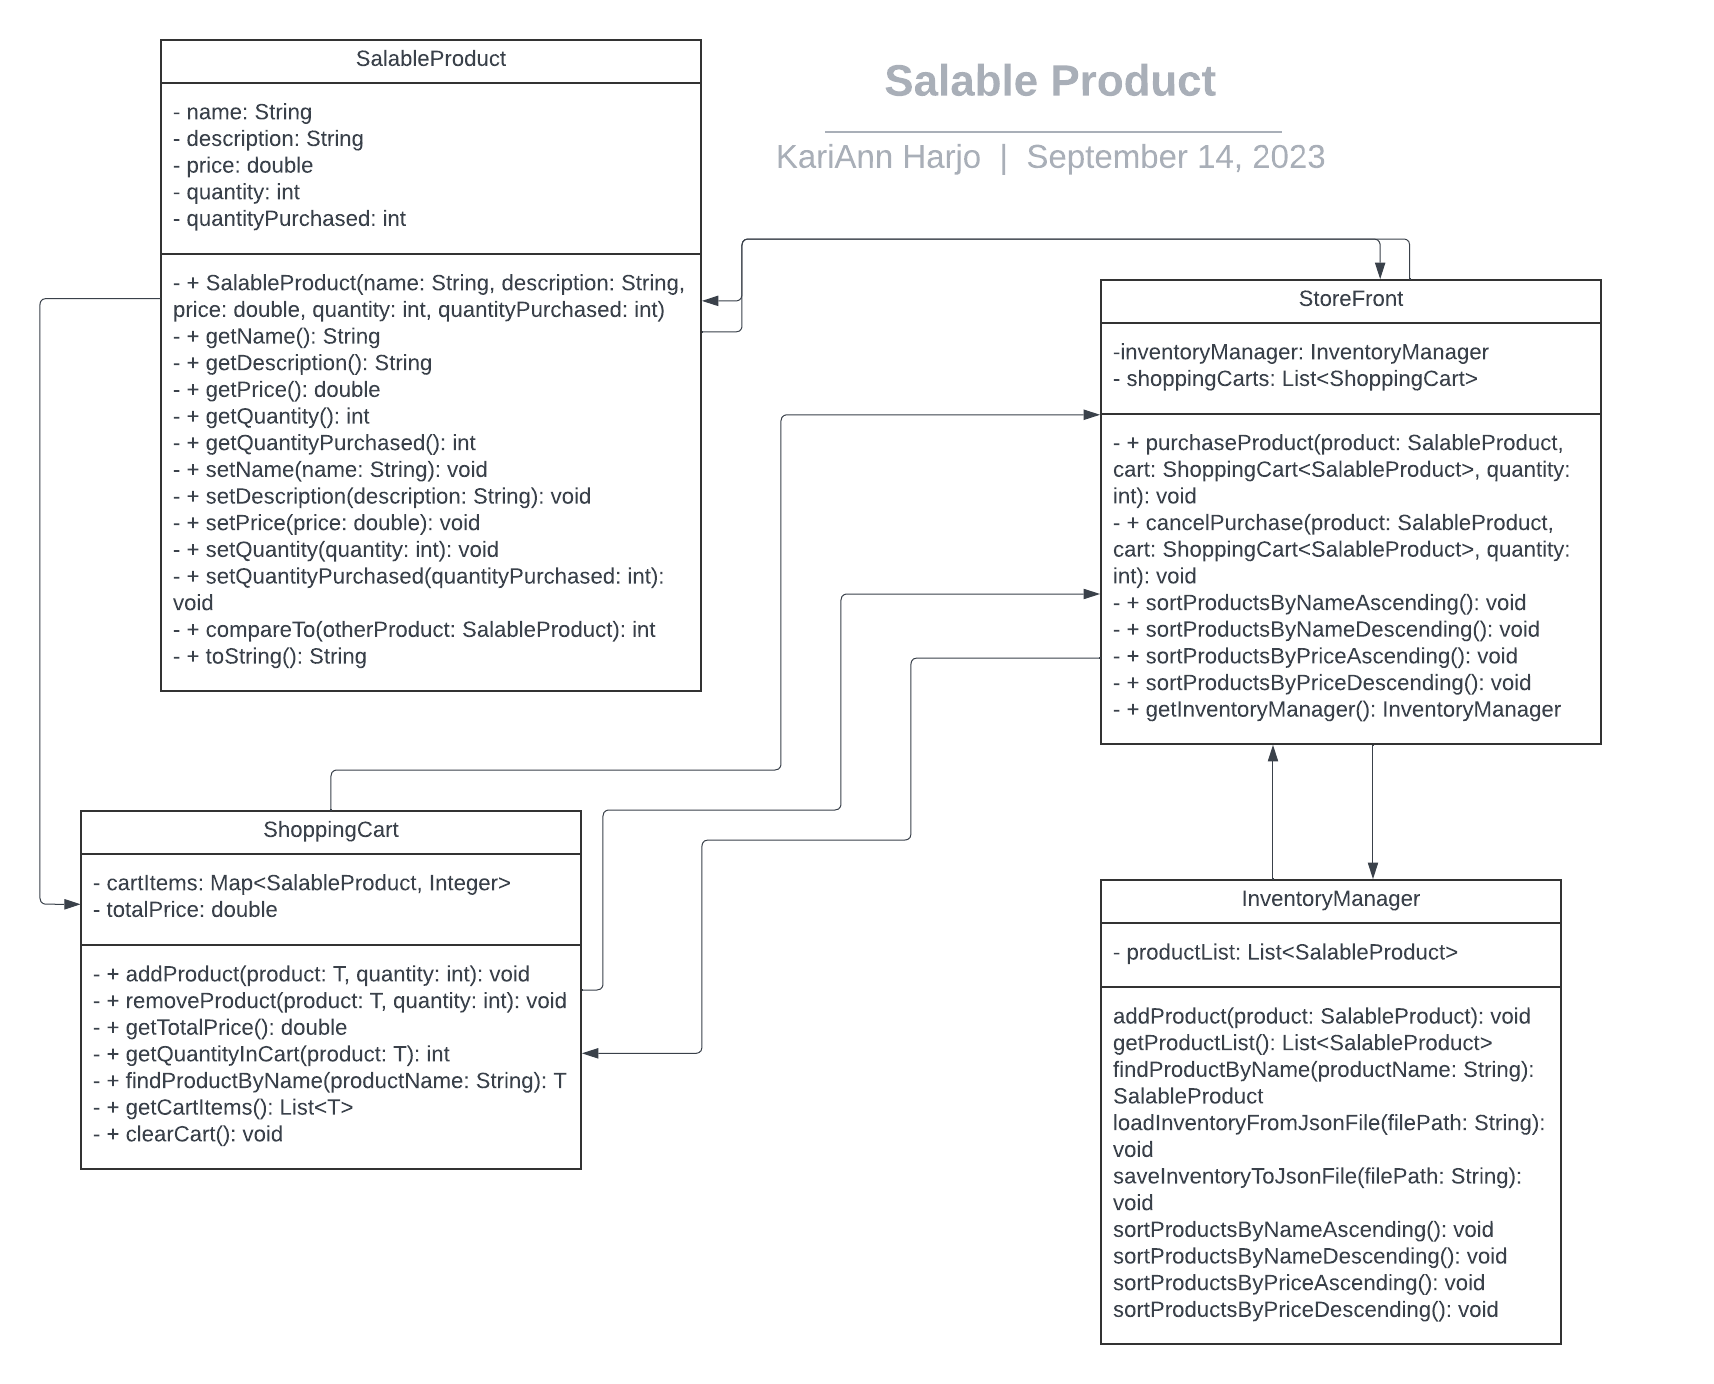 Salable Product
KariAnn Harjo | September 14, 2023
SalableProduct
- name: String
- description: String
- price: double
- quantity: int
- quantityPurchased: int
- + SalableProduct(name: String, description: String,
price: double, quantity: int, quantityPurchased: int)
- + getName(): String
- + getDescription(): String
- + getPrice(): double
- + getQuantity(): int
- + getQuantityPurchased(): int
- + setName(name: String): void
- + setDescription(description: String): void
- + setPrice(price: double): void
- + setQuantity(quantity: int): void
- + setQuantityPurchased(quantityPurchased: int):
void
- + compareTo(otherProduct: SalableProduct): int
- + toString(): String
StoreFront
-inventoryManager: InventoryManager
- shoppingCarts: List<ShoppingCart>
- + purchaseProduct(product: SalableProduct,
cart: ShoppingCart<SalableProduct>, quantity:
int): void
- + cancelPurchase(product: SalableProduct,
cart: ShoppingCart<SalableProduct>, quantity:
int): void
- + sortProductsByNameAscending(): void
- + sortProductsByNameDescending(): void
- + sortProductsByPriceAscending(): void
- + sortProductsByPriceDescending(): void
- + getInventoryManager(): InventoryManager
ShoppingCart
- cartItems: Map<SalableProduct, Integer>
- totalPrice: double
- + addProduct(product: T, quantity: int): void
- + removeProduct(product: T, quantity: int): void
- + getTotalPrice(): double
- + getQuantityInCart(product: T): int
- + findProductByName(productName: String): T
- + getCartItems(): List<T>
- + clearCart(): void
InventoryManager
- productList: List<SalableProduct>
addProduct(product: SalableProduct): void
getProductList(): List<SalableProduct>
findProductByName(productName: String):
SalableProduct
loadInventoryFromJsonFile(filePath: String):
void
saveInventoryToJsonFile(filePath: String):
void
sortProductsByNameAscending(): void
sortProductsByNameDescending(): void
sortProductsByPriceAscending(): void
sortProductsByPriceDescending(): void